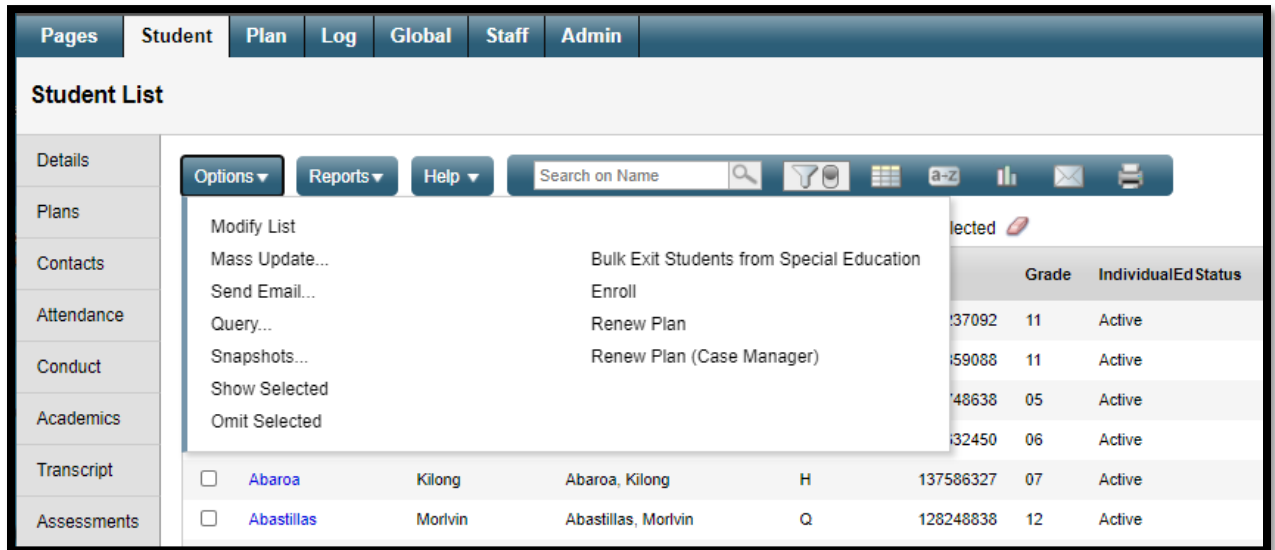 Pages Student Plan Log Global Staff Admin
Student List
Details
Plans
Contacts
Attendance
Conduct
Academics
Transcript
Assessments
Options Reports Help Search on Name a-z
Modify List
Mass Update... Bulk Exit Students from Special Education
Send Email... Enroll
Query... Renew Plan
Snapshots... Renew Plan (Case Manager)
Show Selected
Omit Selected
Grade IndividualEdStatus
11 Active
11 Active
05 Active
06 Active
Abaroa Kilong Abaroa, Kilong H 137586327 07 Active
Abastillas Morlvin Abastillas, Morlvin Q 128248838 12 Active